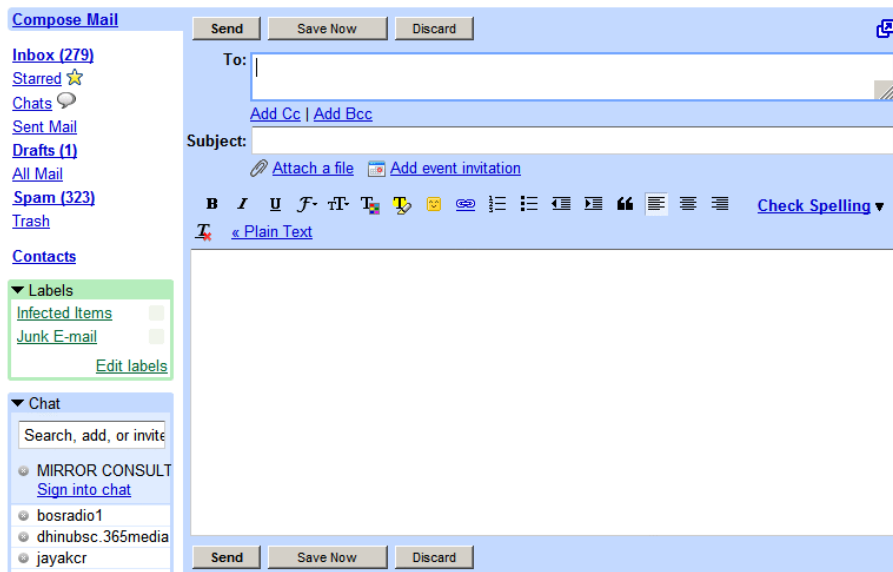 Compose Mail
Inbox (279)
Starred
Chats
Sent Mail
Drafts (1)
All Mail
Spam (323)
Trash
Contacts
Labels
Infected Items
Junk E-mail
Edit labels
Chat
Search, add, or invite
MIRROR CONSULT
Sign into chat
bosradio1
dhinubsc.365media
jayakcr
Send Save Now Discard
To:
Add Cc | Add Bcc
Subject:
Attach a file Add event invitation
B I U F TT T T Check Spelling ▼
T « Plain Text
Send Save Now Discard